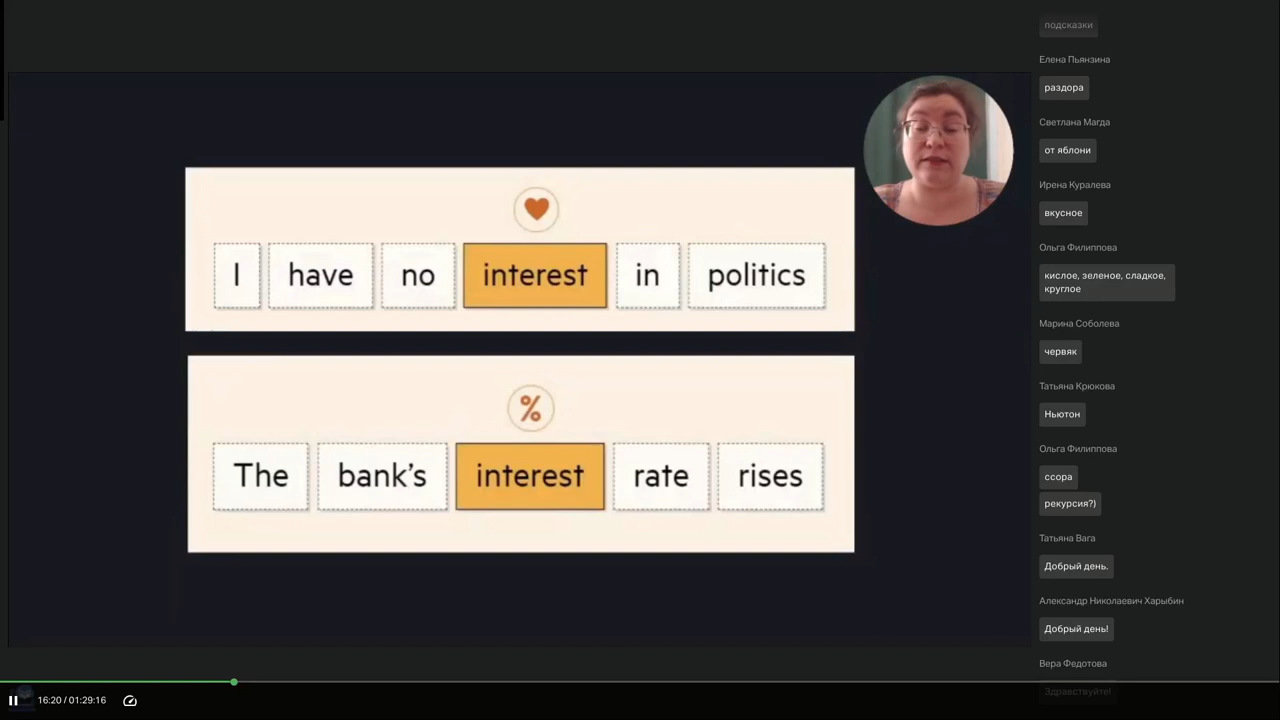 I have no interest in politics
%
The bank's interest rate rises
16:20 / 01:29:16
подсказки
Елена Пьянзина
раздора
Светлана Магда
от яблони
Ирена Куралева
вкусное
Ольга Филиппова
кислое, зеленое, сладкое,
круглое
Марина Соболева
червяк
Татьяна Крюкова
Ньютон
Ольга Филиппова
ссора
рекурсия?)
Татьяна Вага
Добрый день.
Александр Николаевич Харыбин
Добрый день!
Вера Федотова
Здравствуйте!